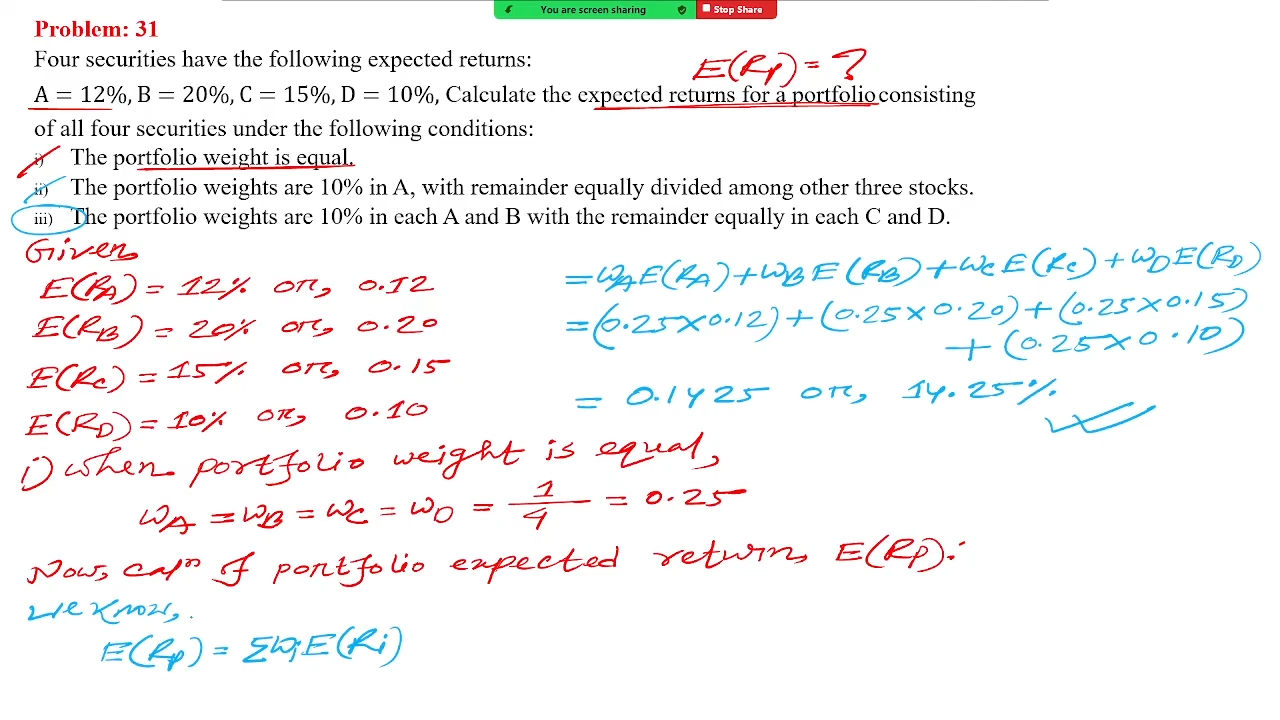 You are screen sharing
Stop Share
Problem: 31
Four securities have the following expected returns:
E(Rp) = ?
A = 12%, B = 20%, C = 15%, D = 10%, Calculate the expected returns for a portfolio consisting
of all four securities under the following conditions:
i) The portfolio weight is equal.
ii) The portfolio weights are 10% in A, with remainder equally divided among other three stocks.
iii) The portfolio weights are 10% in each A and B with the remainder equally in each C and D.
Given
E(RA) = 12% or, 0.12
E(RB) = 20% or, 0.20
E(RC) = 15% or, 0.15
E(RD) = 10% or, 0.10
i) when portfolio weight is equal,
WA = WB = WC = WD = 1/4 = 0.25
Now, caln of portfolio expected return, E(RP):
We know,
E(Rp) = ΣWiE(Ri)
= WAE(RA) + WBE(RB) + WCE(RC) + WDE(RD)
= (0.25 × 0.12) + (0.25 × 0.20) + (0.25 × 0.15)
+ (0.25 × 0.10)
= 0.1425 or, 14.25%